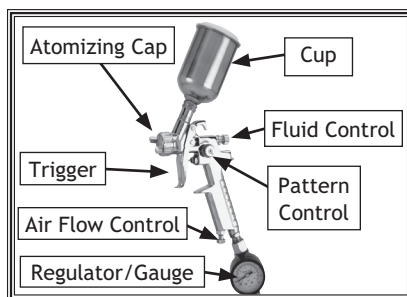 Atomizing Cap
Cup
Fluid Control
Trigger
Pattern
Control
Air Flow Control
Regulator/Gauge